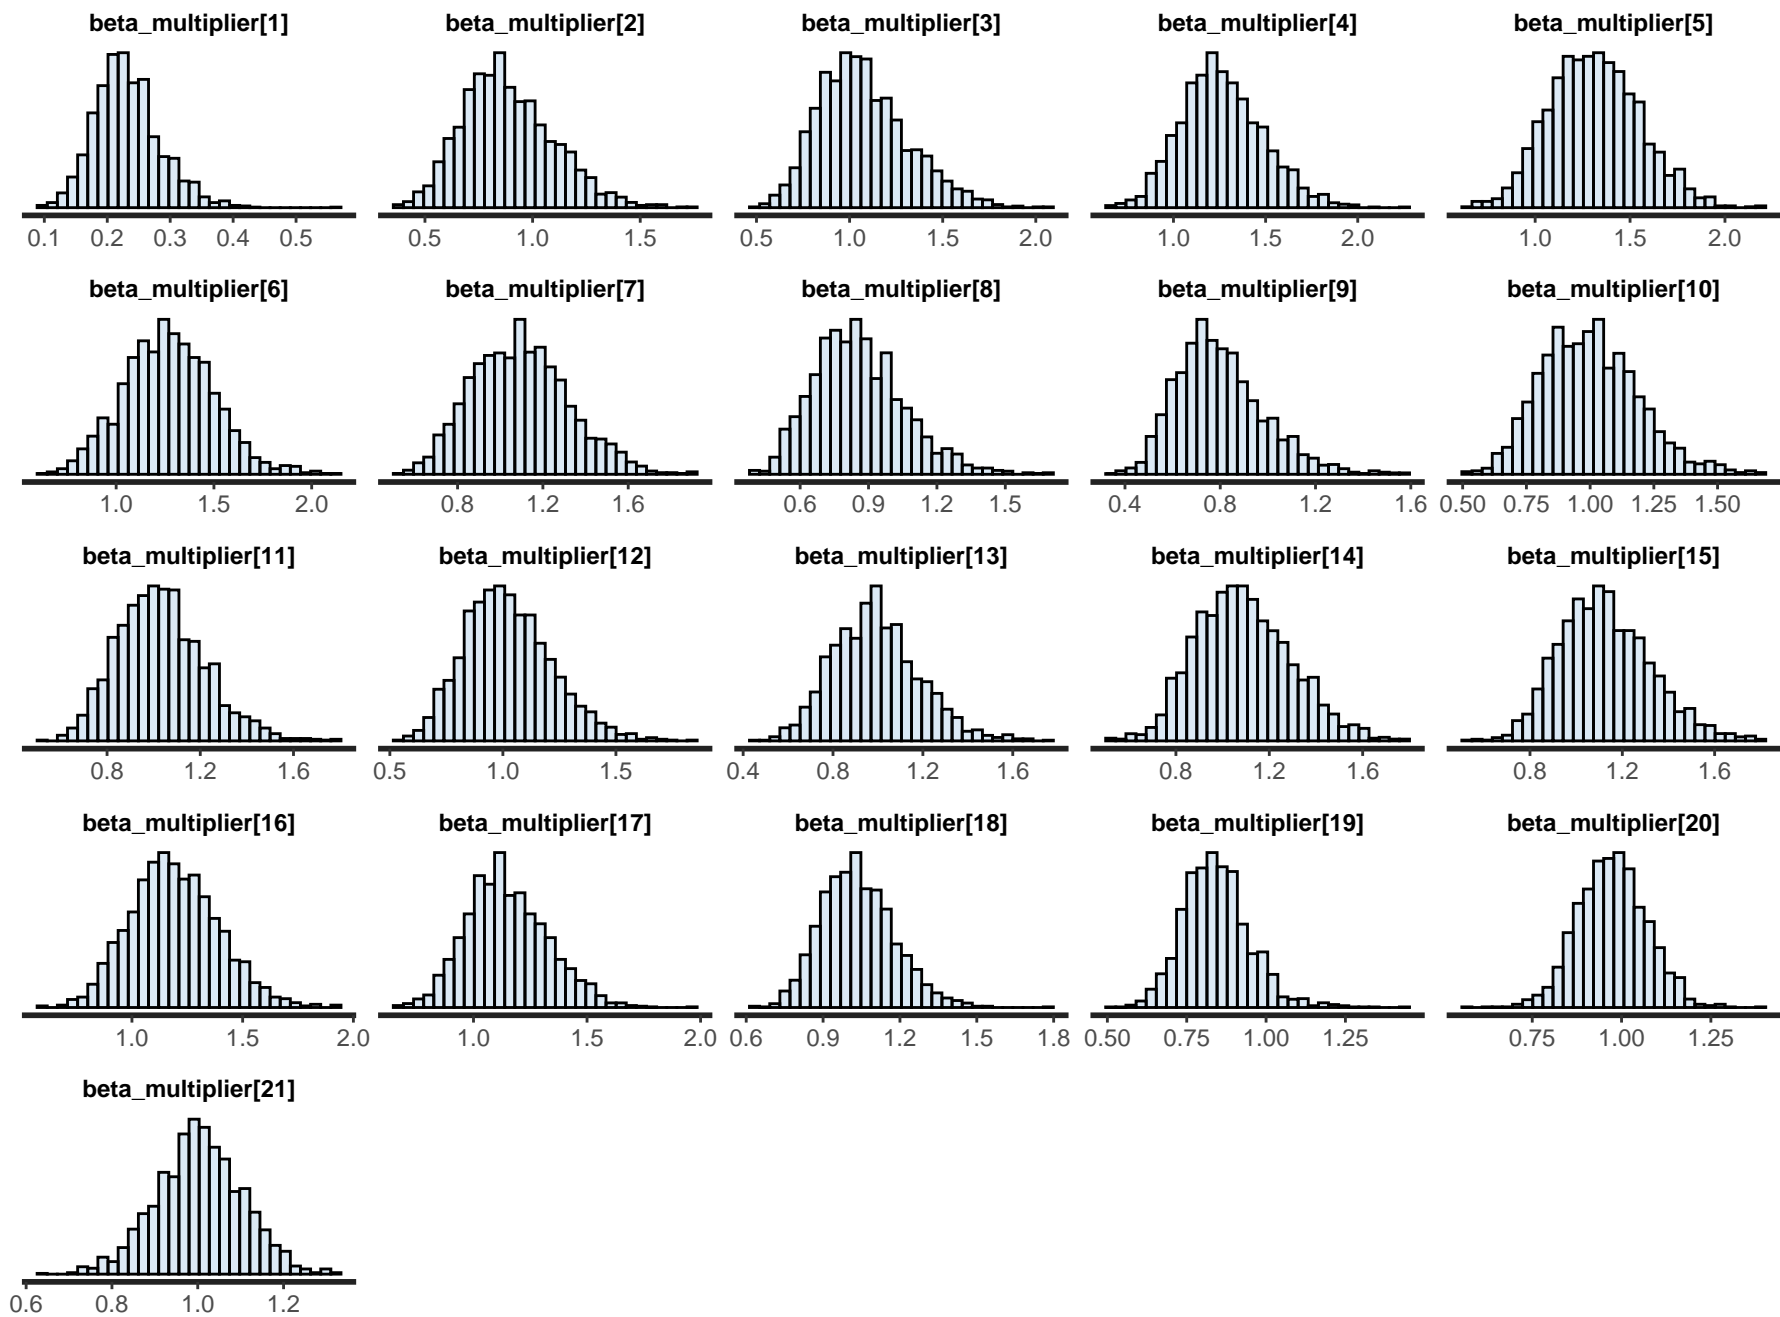 beta_multiplier[1] beta_multiplier[2] beta_multiplier[3] beta_multiplier[4] beta_multiplier[5]
0.1 0.2 0.3 0.4 0.5 0.5 1.0 1.5 0.5 1.0 1.5 2.0 1.0 1.5 2.0 1.0 1.5 2.0
beta_multiplier[6] beta_multiplier[7] beta_multiplier[8] beta_multiplier[9] beta_multiplier[10]
1.0 1.5 2.0 0.8 1.2 1.6 0.6 0.9 1.2 1.5 0.4 0.8 1.2 1.6 0.50 0.75 1.00 1.25 1.50
beta_multiplier[11] beta_multiplier[12] beta_multiplier[13] beta_multiplier[14] beta_multiplier[15]
0.8 1.2 1.6 0.5 1.0 1.5 0.4 0.8 1.2 1.6 0.8 1.2 1.6 0.8 1.2 1.6
beta_multiplier[16] beta_multiplier[17] beta_multiplier[18] beta_multiplier[19] beta_multiplier[20]
1.0 1.5 2.0 1.0 1.5 2.0 0.6 0.9 1.2 1.5 1.8 0.50 0.75 1.00 1.25 0.75 1.00 1.25
beta_multiplier[21]
0.6 0.8 1.0 1.2